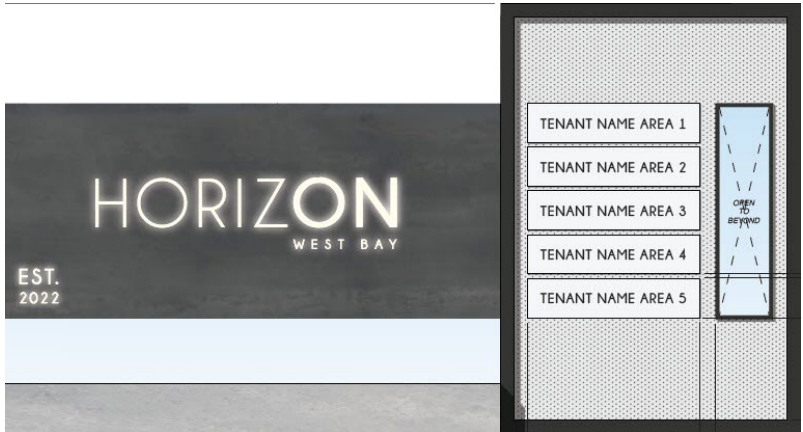 HORIZON
WEST BAY
EST.
2022
TENANT NAME AREA 1
TENANT NAME AREA 2
TENANT NAME AREA 3
TENANT NAME AREA 4
TENANT NAME AREA 5
OPEN
TO
BEYOND